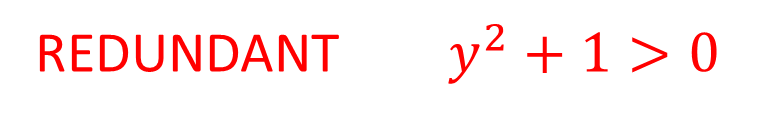 REDUNDANT y² + 1 > 0